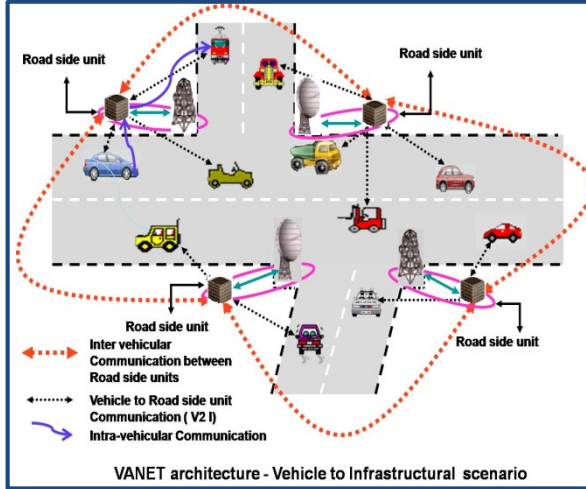 Road side unit
Road side unit
Road side unit
Road side unit
Inter vehicular
Communication between
Road side units
Vehicle to Road side unit
Communication ( V2 I)
Intra-vehicular Communication
VANET architecture - Vehicle to Infrastructural scenario